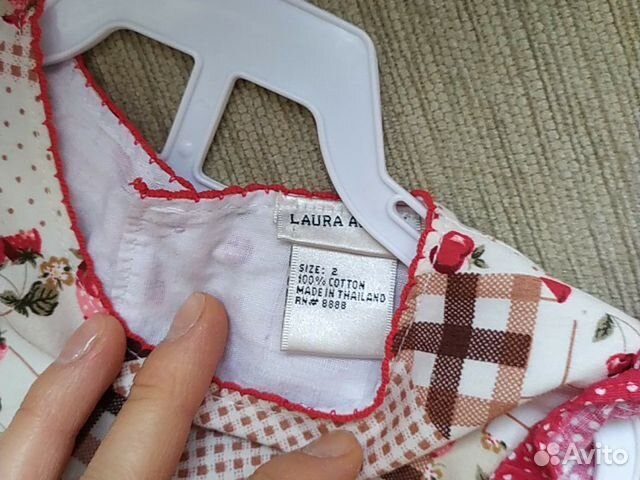 LAURA A
SIZE: 2
100% COTTON
MADE IN THAILAND
RN# 8888
Avito